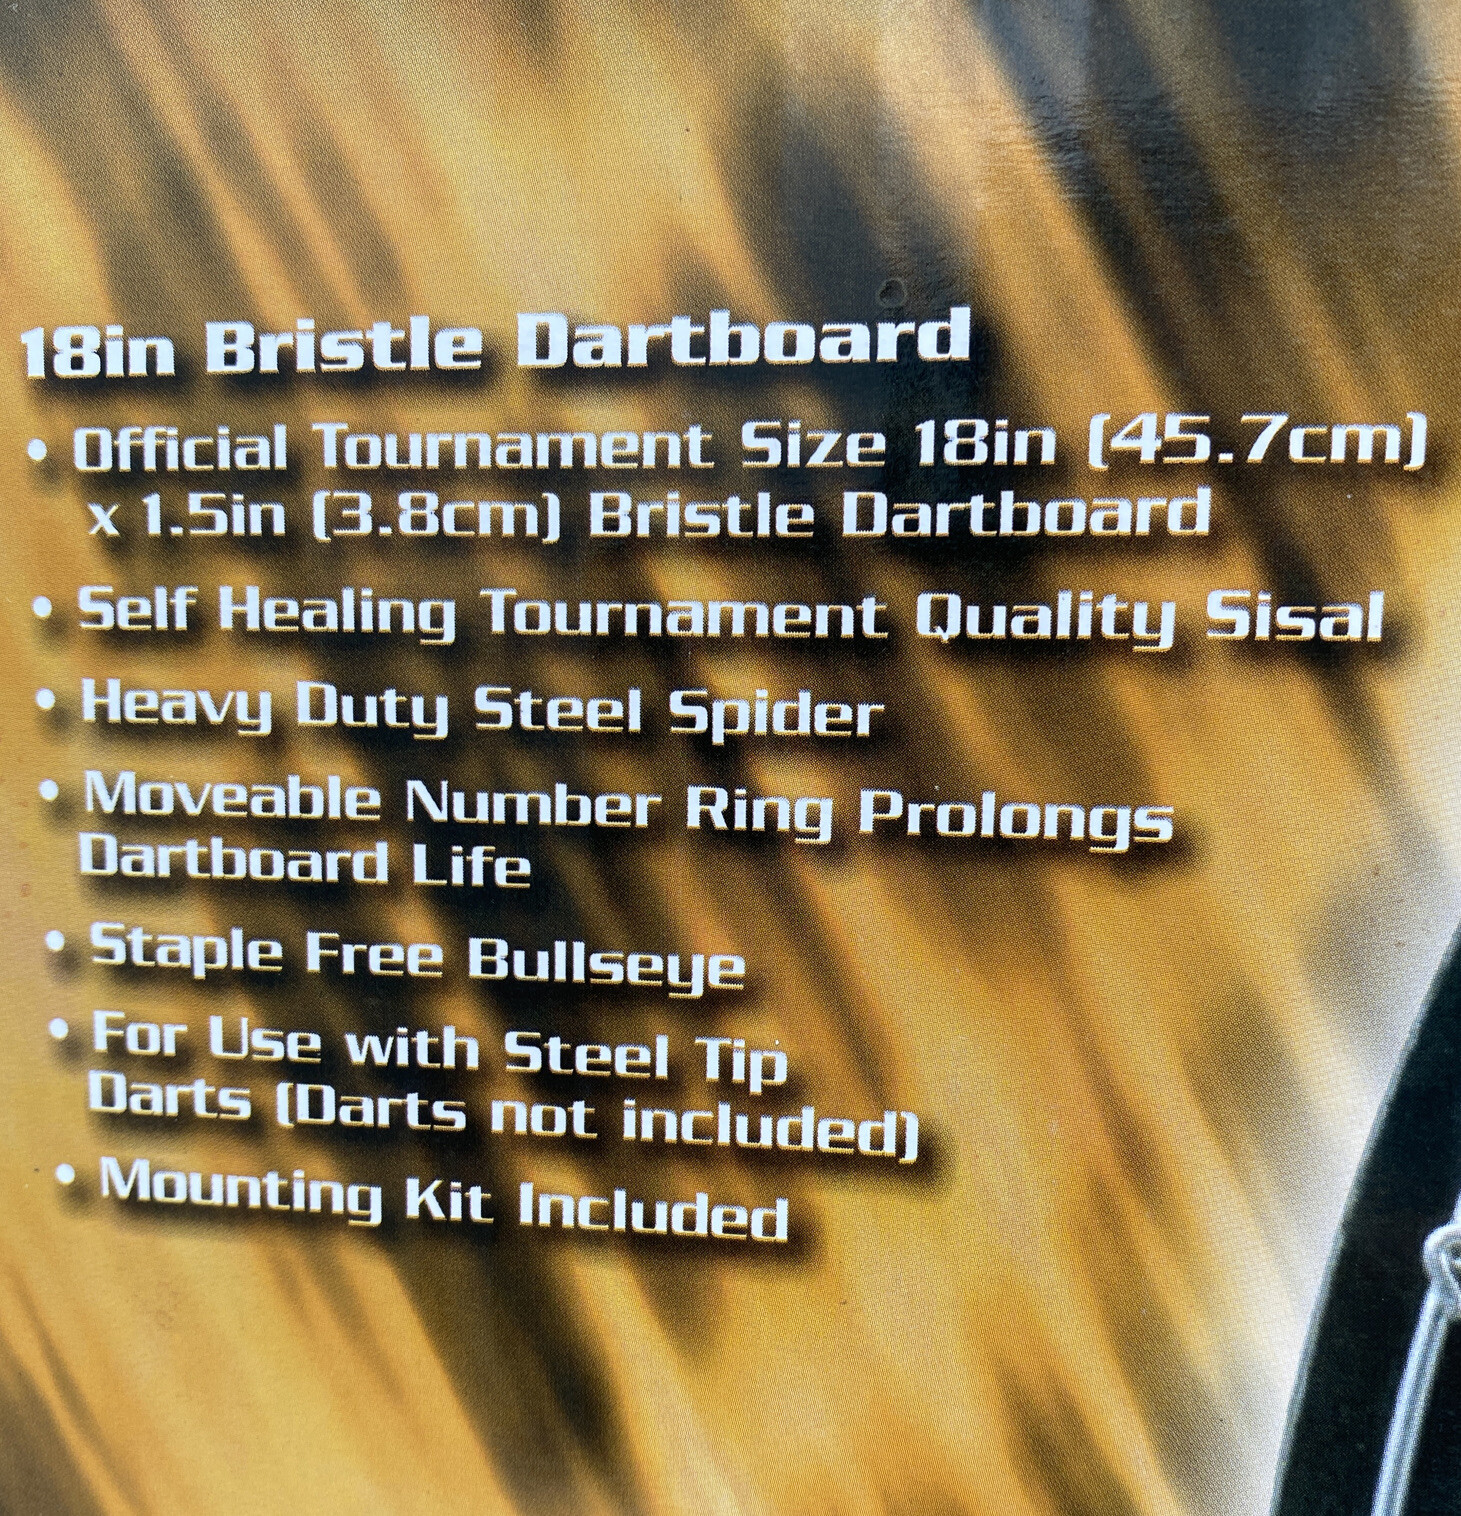 18in Bristle Dartboard
• Official Tournament Size 18in (45.7cm)
x 1.5in (3.8cm) Bristle Dartboard
• Self Healing Tournament Quality Sisal
• Heavy Duty Steel Spider
• Moveable Number Ring Prolongs
Dartboard Life
• Staple Free Bullseye
• For Use with Steel Tip
Darts (Darts not included)
• Mounting Kit Included